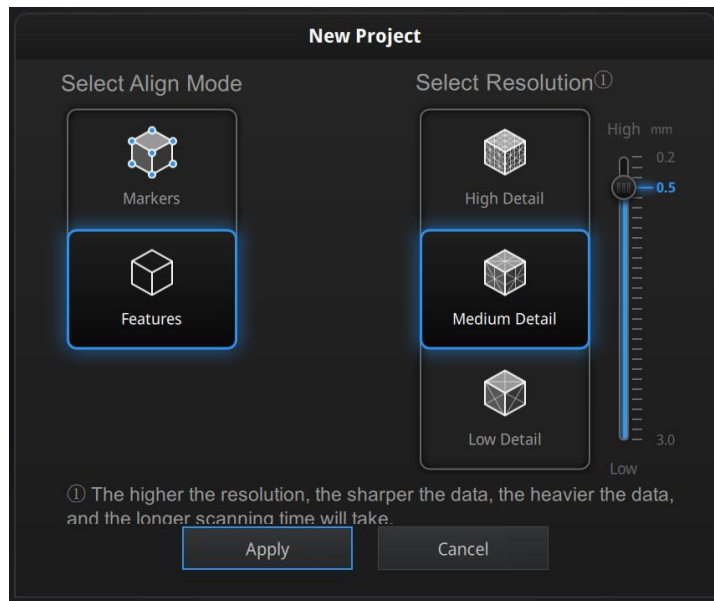 New Project
Select Align Mode
Select Resolution①
High mm
0.2
Markers
High Detail
0.5
Features
Medium Detail
Low Detail
3.0
Low
① The higher the resolution, the sharper the data, the heavier the data,
and the longer scanning time will take.
Apply
Cancel